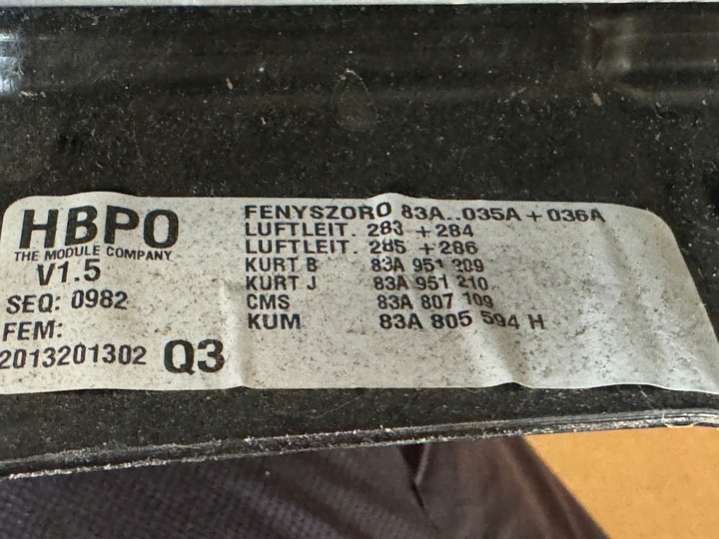 HBPO
THE MODULE COMPANY
V1.5
SEQ: 0982
FEM:
2013201302 Q3
FENYSZORO 83A..035A + 036A
LUFTLEIT. 283 + 284
LUFTLEIT. 285 + 286
KURT B 83A 951 209
KURT J 83A 951 210
CMS 83A 807 109
KUM 83A 805 594 H